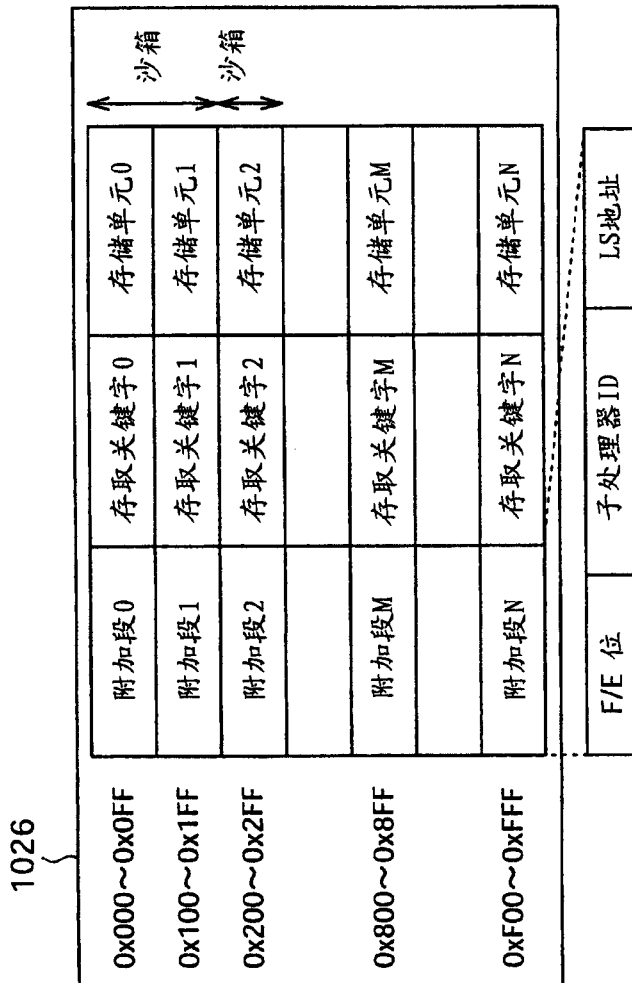 1026
0x000～0x0FF 附加段0 存取关键字0 存储单元0 沙箱
0x100～0x1FF 附加段1 存取关键字1 存储单元1
0x200～0x2FF 附加段2 存取关键字2 存储单元2 沙箱
0x800～0x8FF 附加段M 存取关键字M 存储单元M
0xF00～0xFFF 附加段N 存取关键字N 存储单元N
F/E 位 子处理器ID LS地址